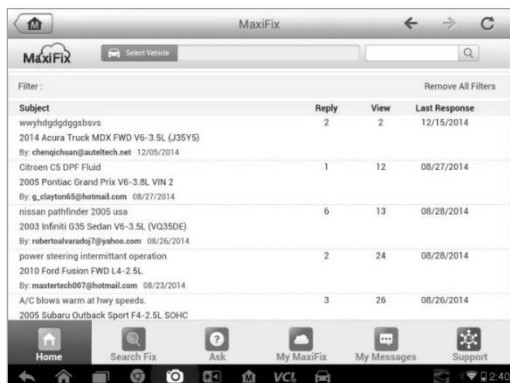 MaxiFix
MaxiFix
Select Vehicle
Filter :
Remove All Filters
Subject Reply View Last Response
wwyhdgdgdggsbsvs 2 2 12/15/2014
2014 Acura Truck MDX FWD V6-3.5L (J35Y5)
By: chenqichuan@auteltech.net 12/05/2014
Citroen C5 DPF Fluid 1 12 08/27/2014
2005 Pontiac Grand Prix V6-3.8L VIN 2
By: g_clayton65@hotmail.com 08/27/2014
nissan pathfinder 2005 usa 6 13 08/28/2014
2003 Infiniti G35 Sedan V6-3.5L (VQ35DE)
By: robertoalvaradoj7@yahoo.com 08/26/2014
power steering intermittant operation 2 24 08/28/2014
2010 Ford Fusion FWD L4-2.5L
By: mastertech007@hotmail.com 08/23/2014
A/C blows warm at hwy speeds. 3 26 08/26/2014
2005 Subaru Outback Sport F4-2.5L SOHC
Home Search Fix Ask My MaxiFix My Messages Support
VCI 2:40